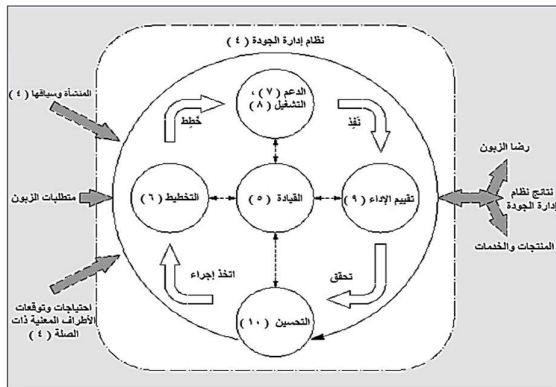 نظام إدارة الجودة ( ٤ )
المنشأة وسياقها ( ٤ )
الدعم ( ٧ ) ،
التشغيل ( ٨ )
خُطِط
نَفِذ
رضا الزبون
متطلبات الزبون
التخطيط ( ٦ )
القيادة ( ٥ )
تقييم الإداء ( ٩ )
نتائج نظام
إدارة الجودة
المنتجات والخدمات
اتخذ إجراء
تحقق
احتياجات وتوقعات
الأطراف المعنية ذات
الصلة ( ٤ )
التحسين ( ١٠ )